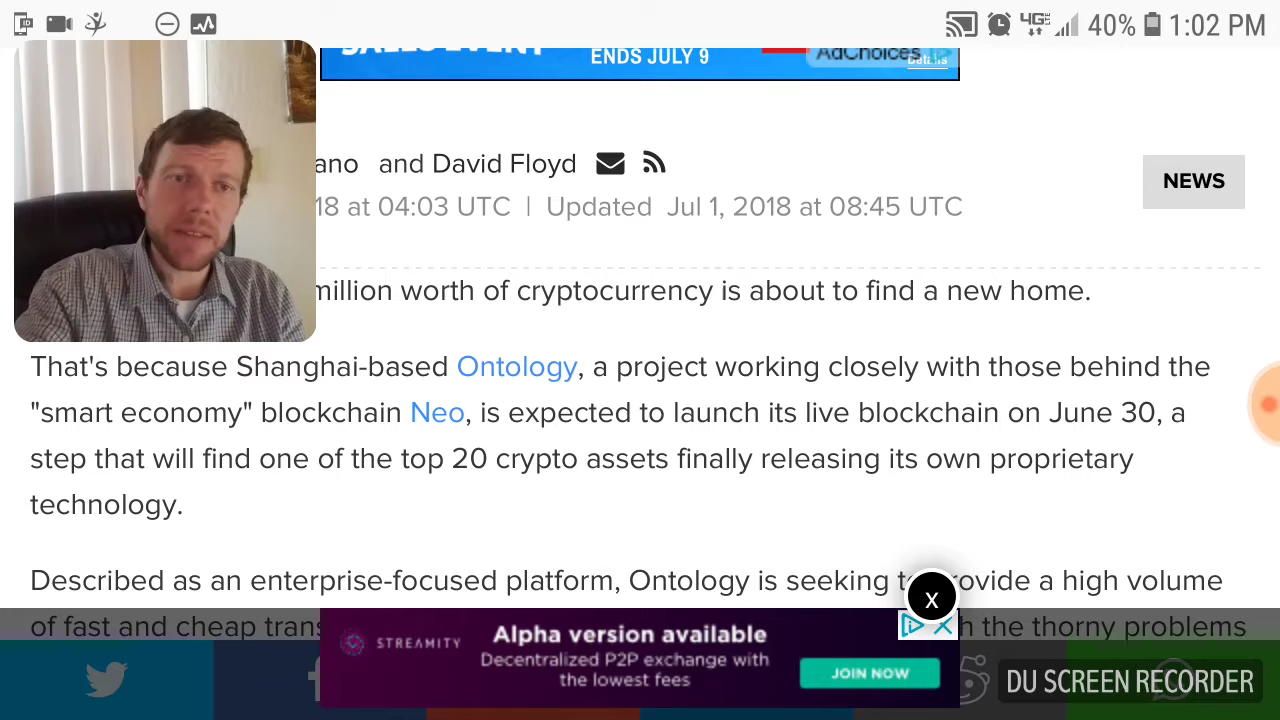 4G LTE 40% 1:02 PM
SALES EVENT
ENDS JULY 9
AdChoices
Details
ano and David Floyd
18 at 04:03 UTC | Updated Jul 1, 2018 at 08:45 UTC
NEWS
million worth of cryptocurrency is about to find a new home.
That's because Shanghai-based Ontology, a project working closely with those behind the
"smart economy" blockchain Neo, is expected to launch its live blockchain on June 30, a
step that will find one of the top 20 crypto assets finally releasing its own proprietary
technology.
Described as an enterprise-focused platform, Ontology is seeking to provide a high volume
of fast and cheap trans h the thorny problems
X
STREAMITY
Alpha version available
Decentralized P2P exchange with
the lowest fees
JOIN NOW
DU SCREEN RECORDER